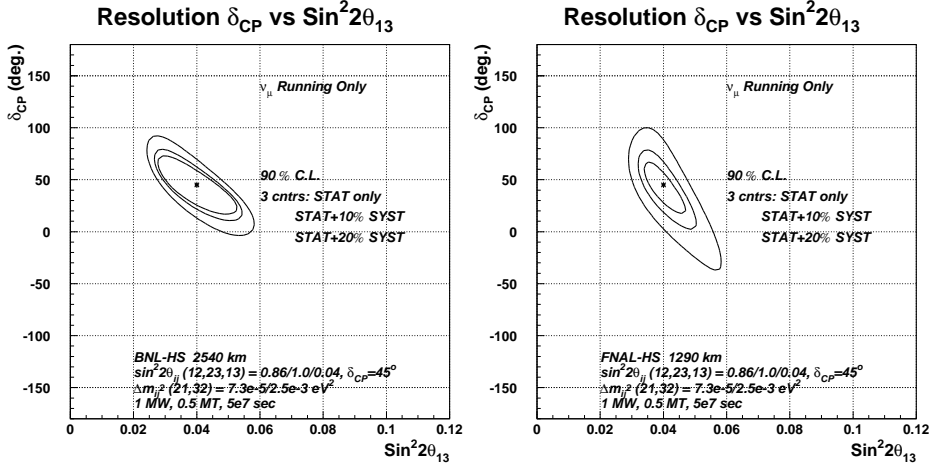 Resolution δCP vs Sin²2θ13
δCP (deg.)
150
100
50
0
-50
-100
-150
νμ Running Only
90 % C.L.
3 cntrs: STAT only
STAT+10% SYST
STAT+20% SYST
BNL-HS 2540 km
sin²2θij (12,23,13) = 0.86/1.0/0.04, δCP=45°
Δmij² (21,32) = 7.3e-5/2.5e-3 eV²
1 MW, 0.5 MT, 5e7 sec
0 0.02 0.04 0.06 0.08 0.1 0.12
Sin²2θ13
Resolution δCP vs Sin²2θ13
δCP (deg.)
150
100
50
0
-50
-100
-150
νμ Running Only
90 % C.L.
3 cntrs: STAT only
STAT+10% SYST
STAT+20% SYST
FNAL-HS 1290 km
sin²2θij (12,23,13) = 0.86/1.0/0.04, δCP=45°
Δmij² (21,32) = 7.3e-5/2.5e-3 eV²
1 MW, 0.5 MT, 5e7 sec
0 0.02 0.04 0.06 0.08 0.1 0.12
Sin²2θ13